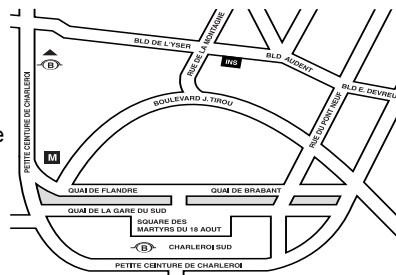 BLD DE L'YSER
RUE DE LA MONTAGNE
INS
BLD AUDENT
BLD E. DEVREU
B
PETITE CEINTURE DE CHARLEROI
BOULEVARD J. TIROU
RUE DU PONT NEUF
e
M
QUAI DE FLANDRE
QUAI DE BRABANT
QUAI DE LA GARE DU SUD
SQUARE DES
MARTYRS DU 18 AOUT
B
CHARLEROI SUD
PETITE CEINTURE DE CHARLEROI